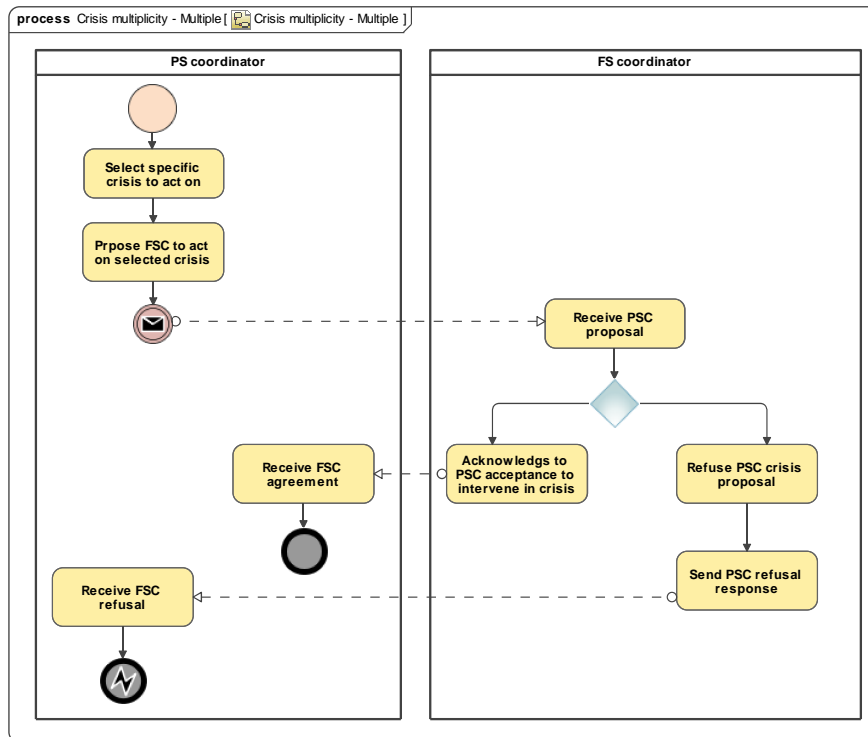 process Crisis multiplicity - Multiple [ Crisis multiplicity - Multiple ]
PS coordinator
FS coordinator
Select specific
crisis to act on
Prpose FSC to act
on selected crisis
Receive PSC
proposal
Receive FSC
agreement
Acknowledgs to
PSC acceptance to
intervene in crisis
Refuse PSC crisis
proposal
Receive FSC
refusal
Send PSC refusal
response